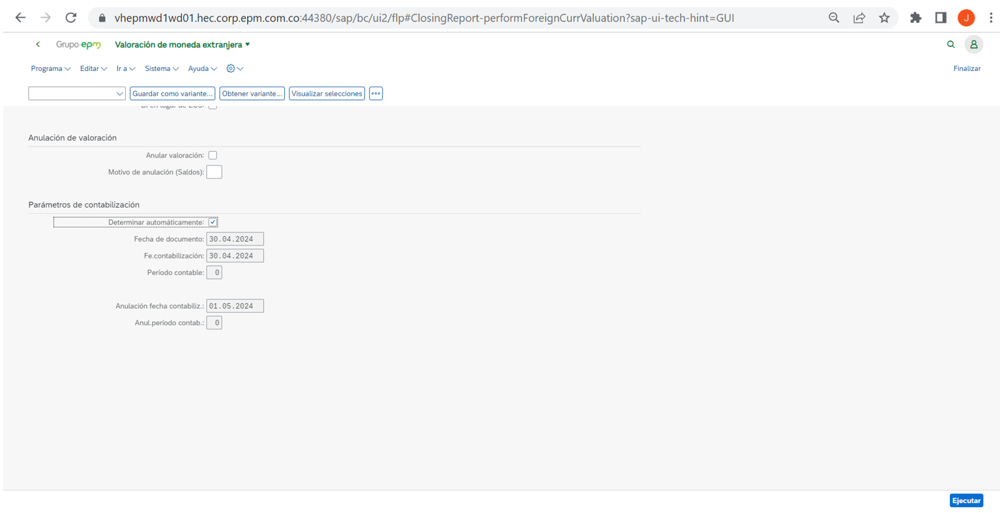 vhepmwd1wd01.hec.corp.epm.com.co:44380/sap/bc/ui2/flp#ClosingReport-performForeignCurrValuation?sap-ui-tech-hint=GUI
J
Grupo·epm Valoración de moneda extranjera
Programa Editar Ir a Sistema Ayuda Finalizar
Guardar como variante... Obtener variante... Visualizar selecciones
Anulación de valoración
Anular valoración:
Motivo de anulación (Saldos):
Parámetros de contabilización
Determinar automáticamente:
Fecha de documento: 30.04.2024
Fe.contabilización: 30.04.2024
Período contable: 0
Anulación fecha contabiliz.: 01.05.2024
Anul.período contab.: 0
Ejecutar